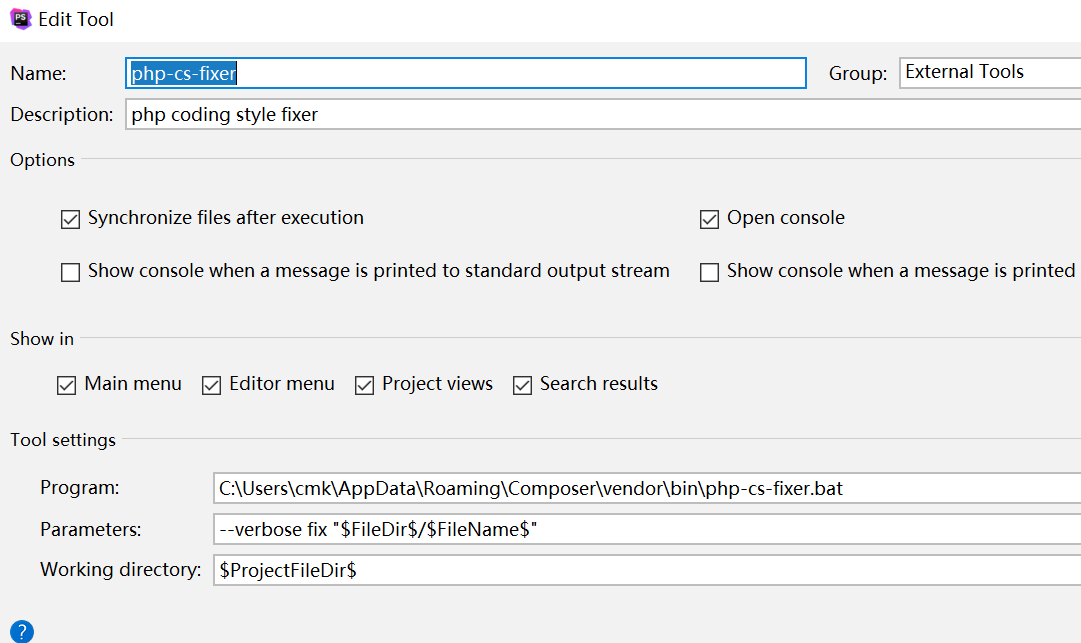 PS Edit Tool
Name: php-cs-fixer Group: External Tools
Description: php coding style fixer
Options
Synchronize files after execution Open console
Show console when a message is printed to standard output stream Show console when a message is printed
Show in
Main menu Editor menu Project views Search results
Tool settings
Program: C:\Users\cmk\AppData\Roaming\Composer\vendor\bin\php-cs-fixer.bat
Parameters: --verbose fix "$FileDir$/$FileName$"
Working directory: $ProjectFileDir$
?